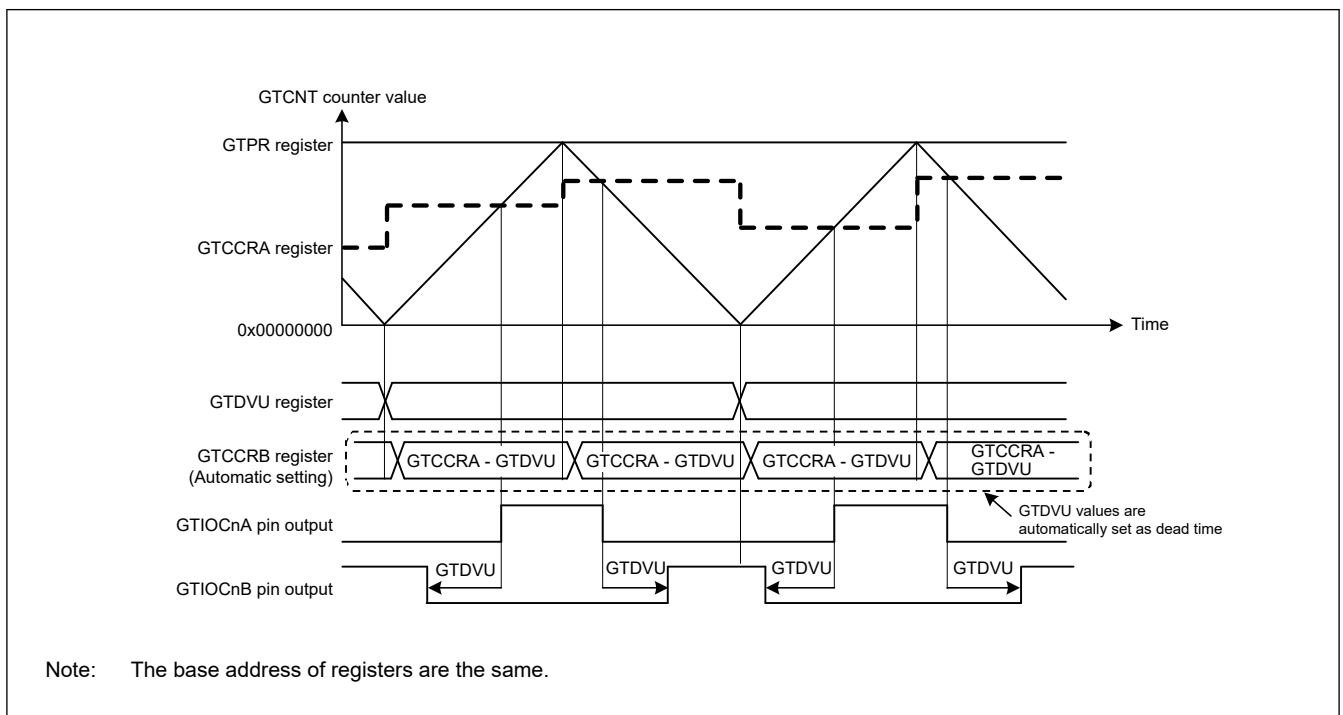 GTCNT counter value
GTPR register
GTCCRA register
0x00000000
Time
GTDVU register
GTCCRB register
(Automatic setting)
GTCCRA - GTDVU
GTCCRA - GTDVU
GTCCRA - GTDVU
GTCCRA -
GTDVU
GTDVU values are
automatically set as dead time
GTIOCnA pin output
GTDVU
GTDVU
GTDVU
GTDVU
GTIOCnB pin output
Note: The base address of registers are the same.